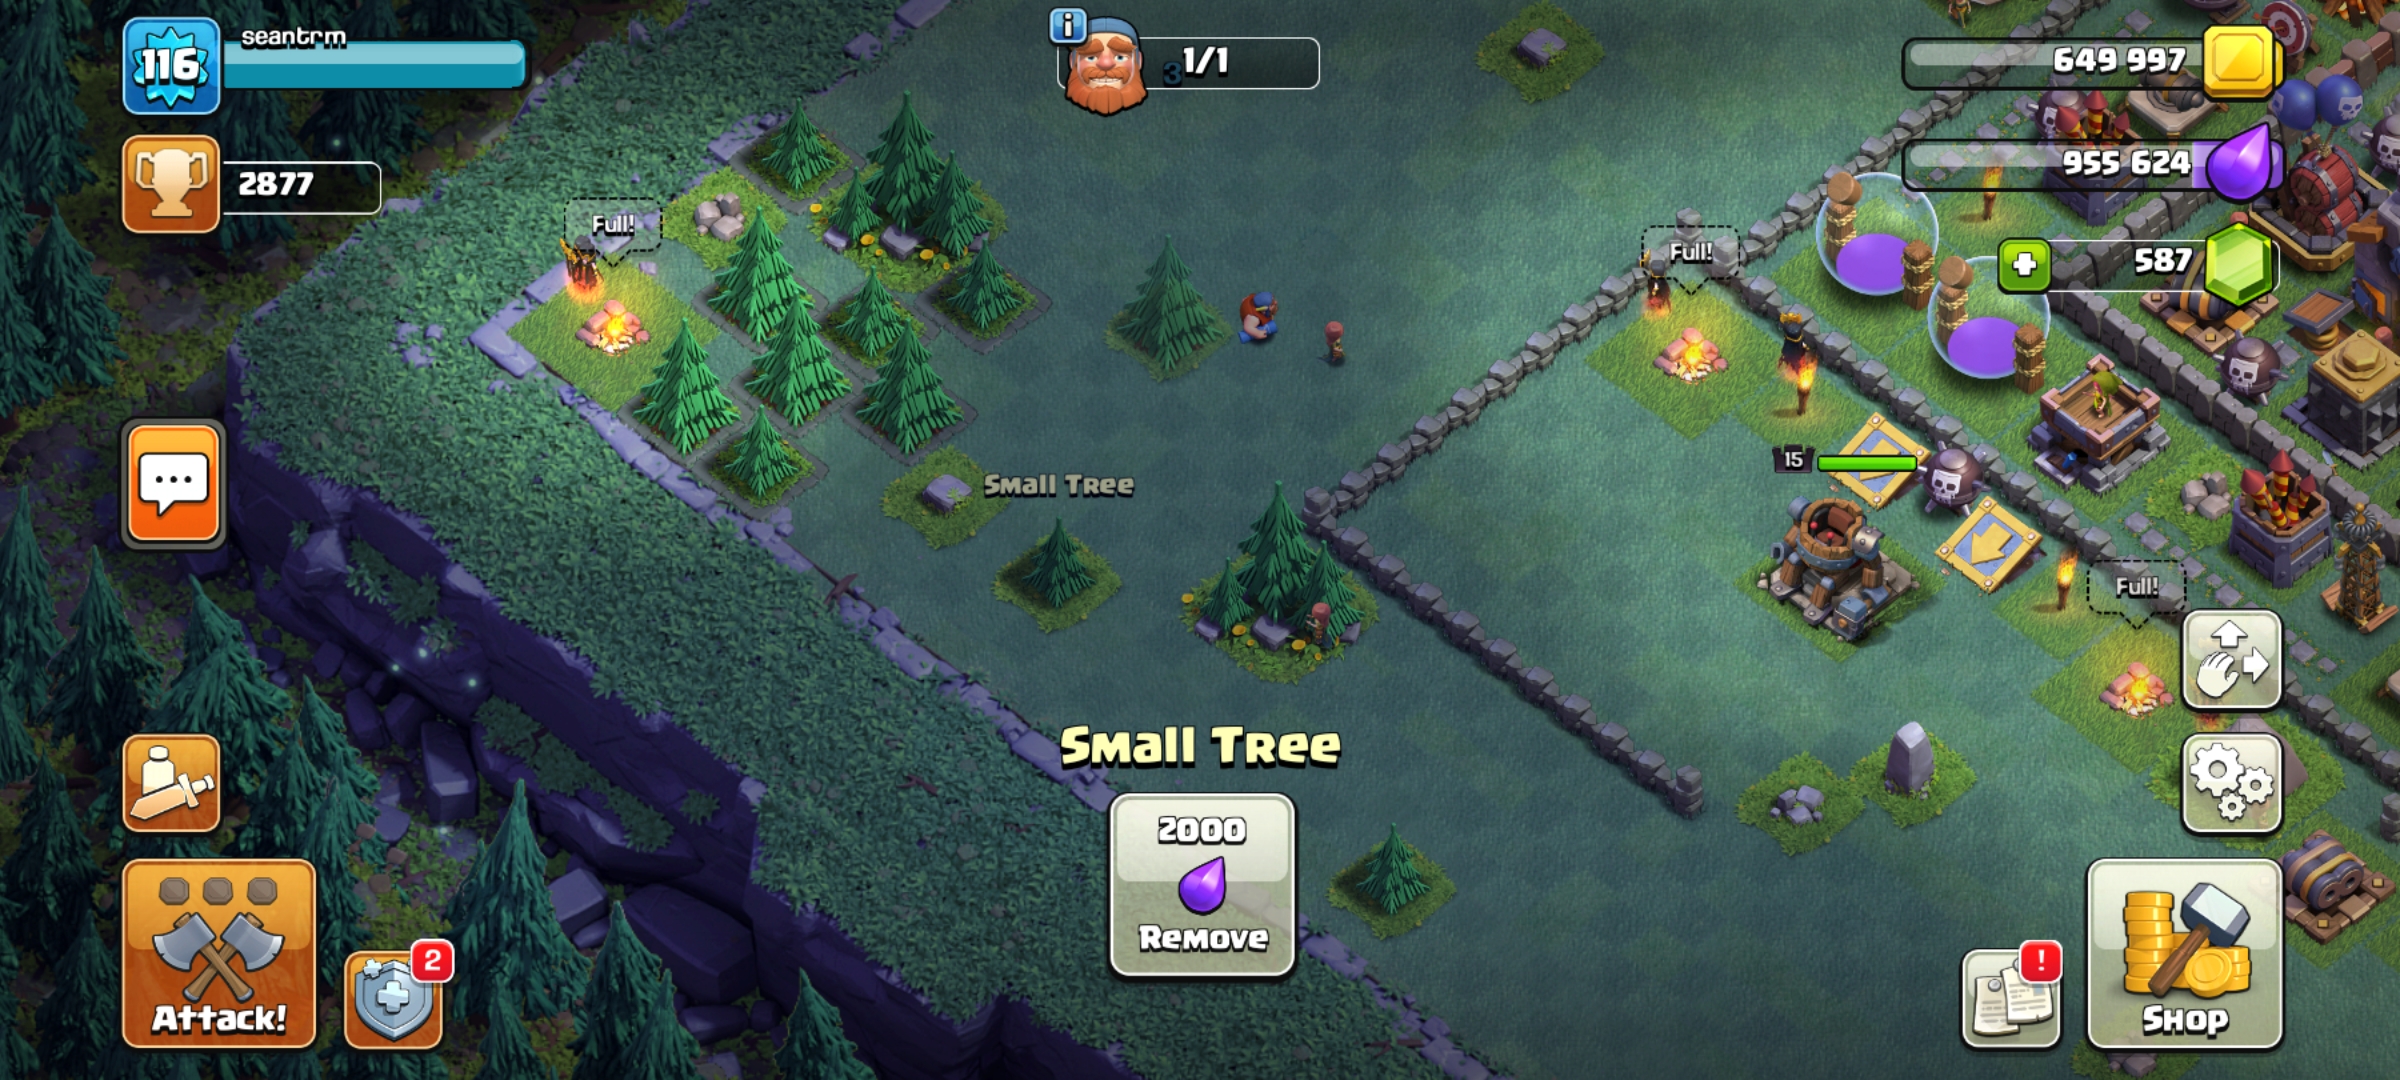 116
seantrm
1/1
649 997
2877
955 624
Full!
Full!
587
15
Small Tree
Full!
Small Tree
2000
Remove
2
Attack!
!
Shop